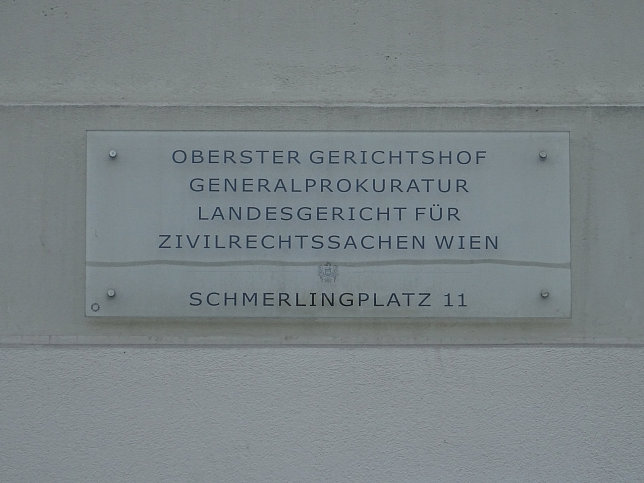 OBERSTER GERICHTSHOF
GENERALPROKURATUR
LANDESGERICHT FÜR
ZIVILRECHTSSACHEN WIEN
SCHMERLINGPLATZ 11